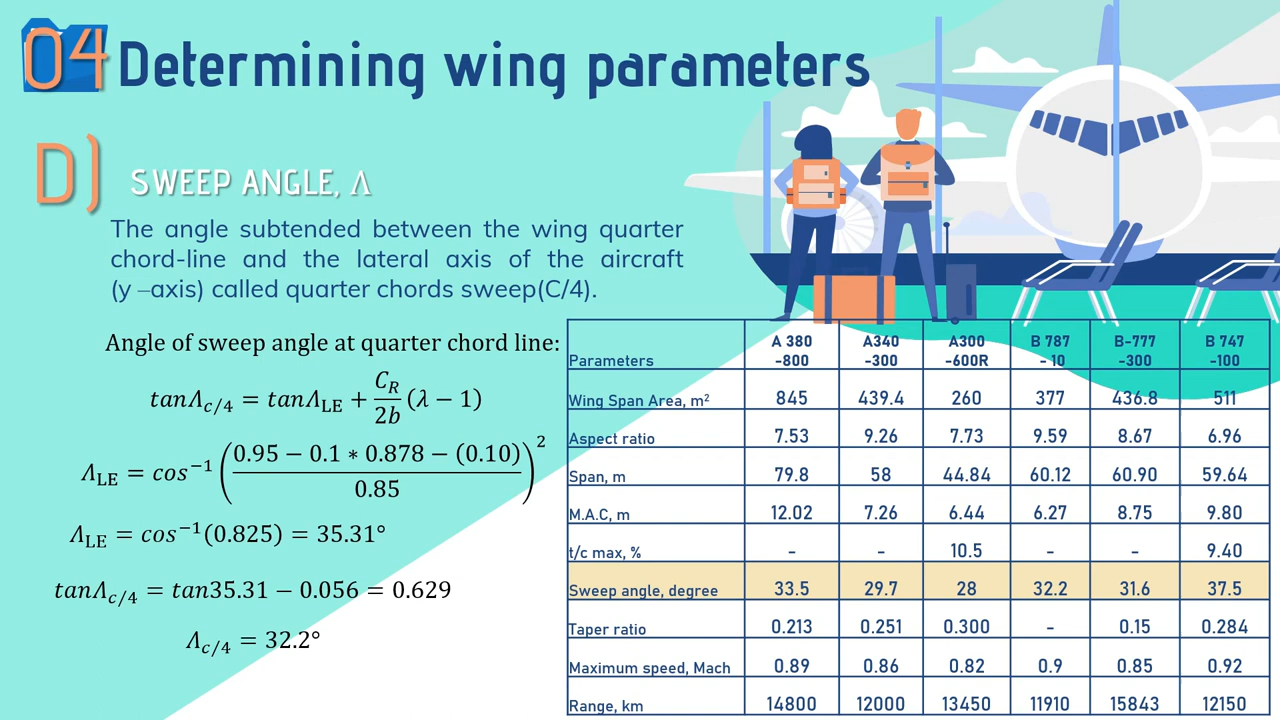 04 Determining wing parameters
D) SWEEP ANGLE, Λ
The angle subtended between the wing quarter
chord-line and the lateral axis of the aircraft
(y –axis) called quarter chords sweep(C/4).
Angle of sweep angle at quarter chord line:
tanΛ_c/4 = tanΛ_LE + C_R/2b (λ − 1)
Λ_LE = cos⁻¹ ((0.95 − 0.1 ∗ 0.878 − (0.10))/0.85)²
Λ_LE = cos⁻¹(0.825) = 35.31°
tanΛ_c/4 = tan35.31 − 0.056 = 0.629
Λ_c/4 = 32.2°
Parameters A 380 -800 A340 -300 A300 -600R B 787 - 10 B-777 -300 B 747 -100
Wing Span Area, m² 845 439.4 260 377 436.8 511
Aspect ratio 7.53 9.26 7.73 9.59 8.67 6.96
Span, m 79.8 58 44.84 60.12 60.90 59.64
M.A.C, m 12.02 7.26 6.44 6.27 8.75 9.80
t/c max, % - - 10.5 - - 9.40
Sweep angle, degree 33.5 29.7 28 32.2 31.6 37.5
Taper ratio 0.213 0.251 0.300 - 0.15 0.284
Maximum speed, Mach 0.89 0.86 0.82 0.9 0.85 0.92
Range, km 14800 12000 13450 11910 15843 12150